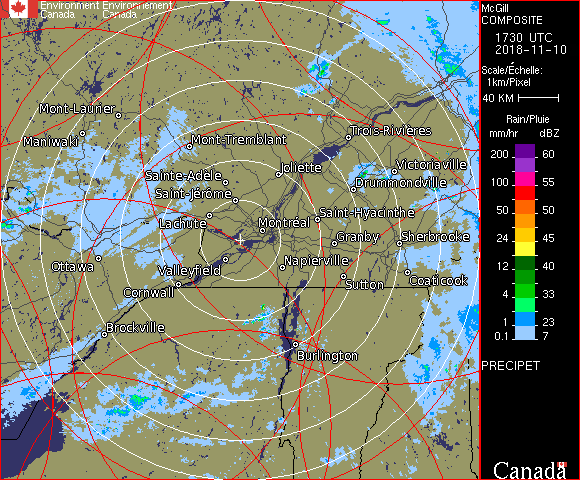 Environment Environnement
Canada Canada
McGill
COMPOSITE
1730 UTC
2018-11-10
Scale/Échelle:
1km/Pixel
40 KM
Rain/Pluie
mm/hr dBZ
200 60
155
100 55
50 50
24 45
12 40
4 33
1 23
0.1 7
PRECIPET
Mont-Laurier
Maniwaki
Mont-Tremblant
Trois-Rivières
Joliette
Victoriaville
Sainte-Adèle
Drummondville
Saint-Jérôme
Lachute
Saint-Hyacinthe
Montréal
Granby
Sherbrooke
Ottawa
Valleyfield
Napierville
Coaticook
Sutton
Cornwall
Brockville
Burlington
Canada